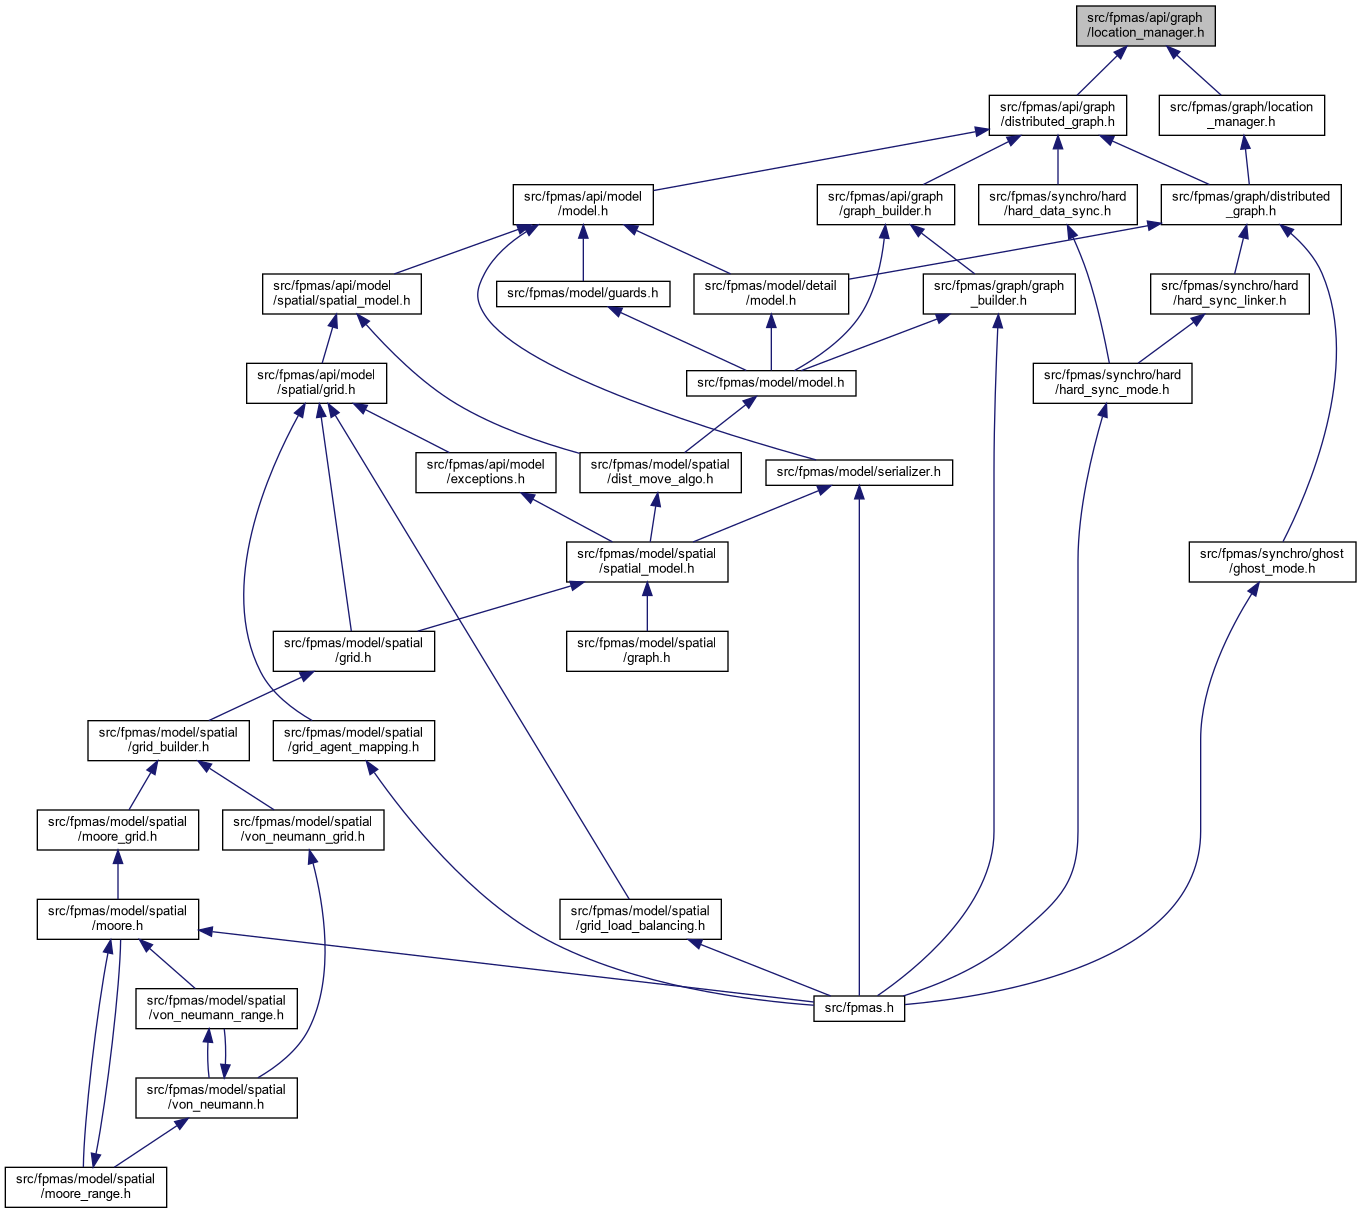 src/fpmas/api/graph
/location_manager.h
src/fpmas/api/graph
/distributed_graph.h
src/fpmas/graph/location
_manager.h
src/fpmas/api/model
/model.h
src/fpmas/api/graph
/graph_builder.h
src/fpmas/synchro/hard
/hard_data_sync.h
src/fpmas/graph/distributed
_graph.h
src/fpmas/api/model
/spatial/spatial_model.h
src/fpmas/model/guards.h
src/fpmas/model/detail
/model.h
src/fpmas/graph/graph
_builder.h
src/fpmas/synchro/hard
/hard_sync_linker.h
src/fpmas/api/model
/spatial/grid.h
src/fpmas/model/model.h
src/fpmas/synchro/hard
/hard_sync_mode.h
src/fpmas/api/model
/exceptions.h
src/fpmas/model/spatial
/dist_move_algo.h
src/fpmas/model/serializer.h
src/fpmas/model/spatial
/spatial_model.h
src/fpmas/synchro/ghost
/ghost_mode.h
src/fpmas/model/spatial
/grid.h
src/fpmas/model/spatial
/graph.h
src/fpmas/model/spatial
/grid_builder.h
src/fpmas/model/spatial
/grid_agent_mapping.h
src/fpmas/model/spatial
/moore_grid.h
src/fpmas/model/spatial
/von_neumann_grid.h
src/fpmas/model/spatial
/moore.h
src/fpmas/model/spatial
/grid_load_balancing.h
src/fpmas/model/spatial
/von_neumann_range.h
src/fpmas.h
src/fpmas/model/spatial
/von_neumann.h
src/fpmas/model/spatial
/moore_range.h